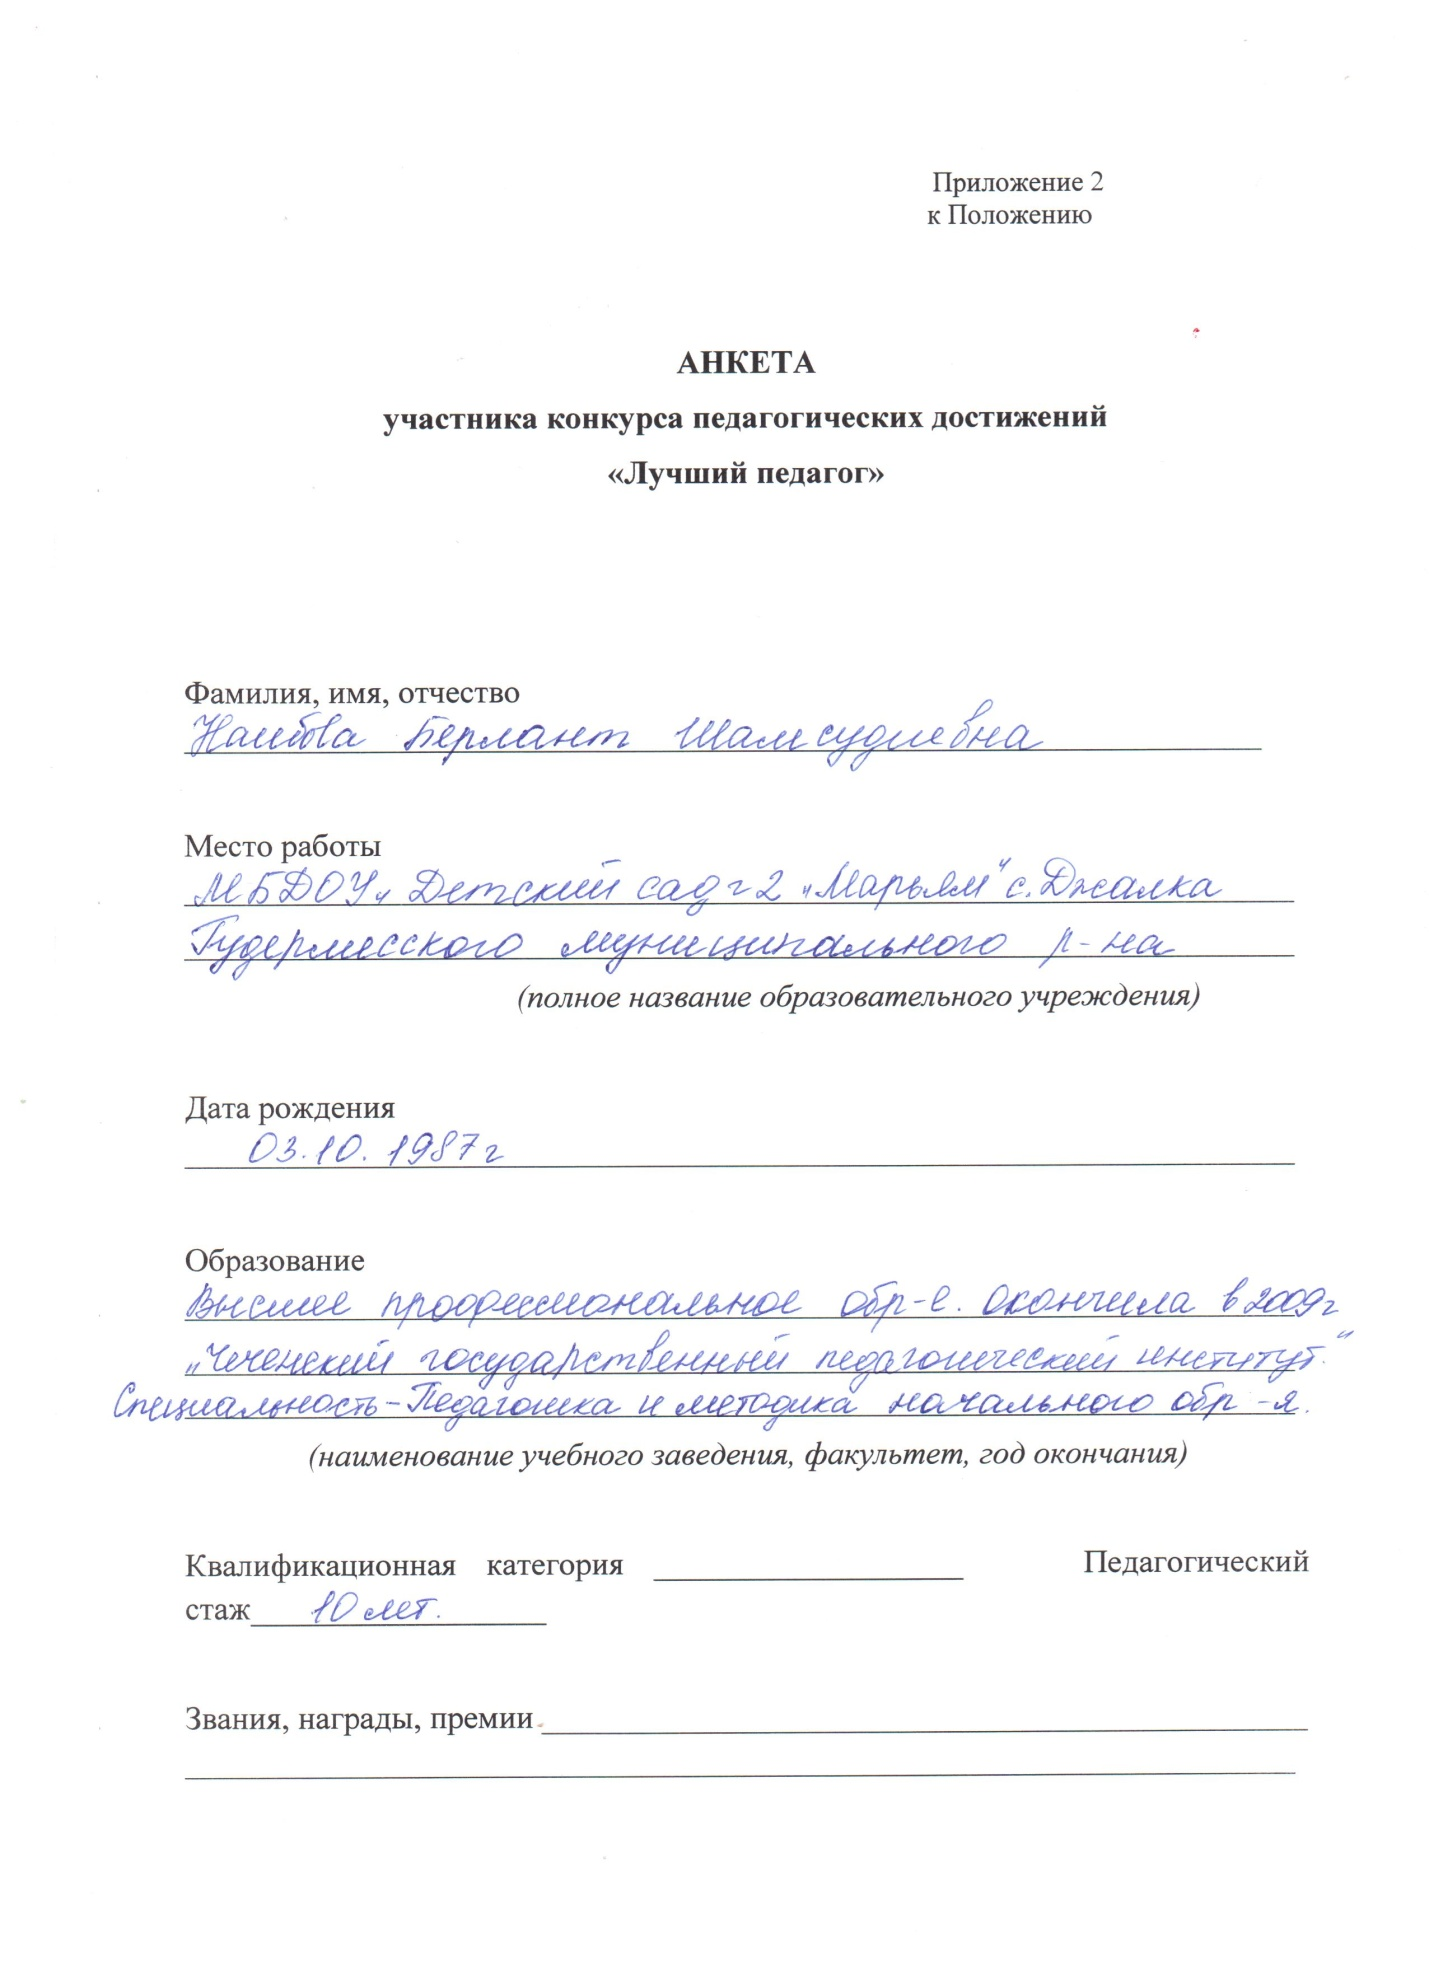 Приложение 2
к Положению
АНКЕТА
участника конкурса педагогических достижений
«Лучший педагог»
Фамилия, имя, отчество
Наибова Берлант Шамсудиевна
Место работы
МБДОУ „Детский сад №2 „Марьям“ с. Джалка
Гудермесского муниципального р-на
(полное название образовательного учреждения)
Дата рождения
03.10.1987г
Образование
Высшее профессиональное обр-е. Окончила в 2009г
„Чеченский государственный педагогический институт.“
Специальность - Педагогика и методика начального обр-я.
(наименование учебного заведения, факультет, год окончания)
Квалификационная категория ____________________ Педагогический
стаж 10 лет.
Звания, награды, премии